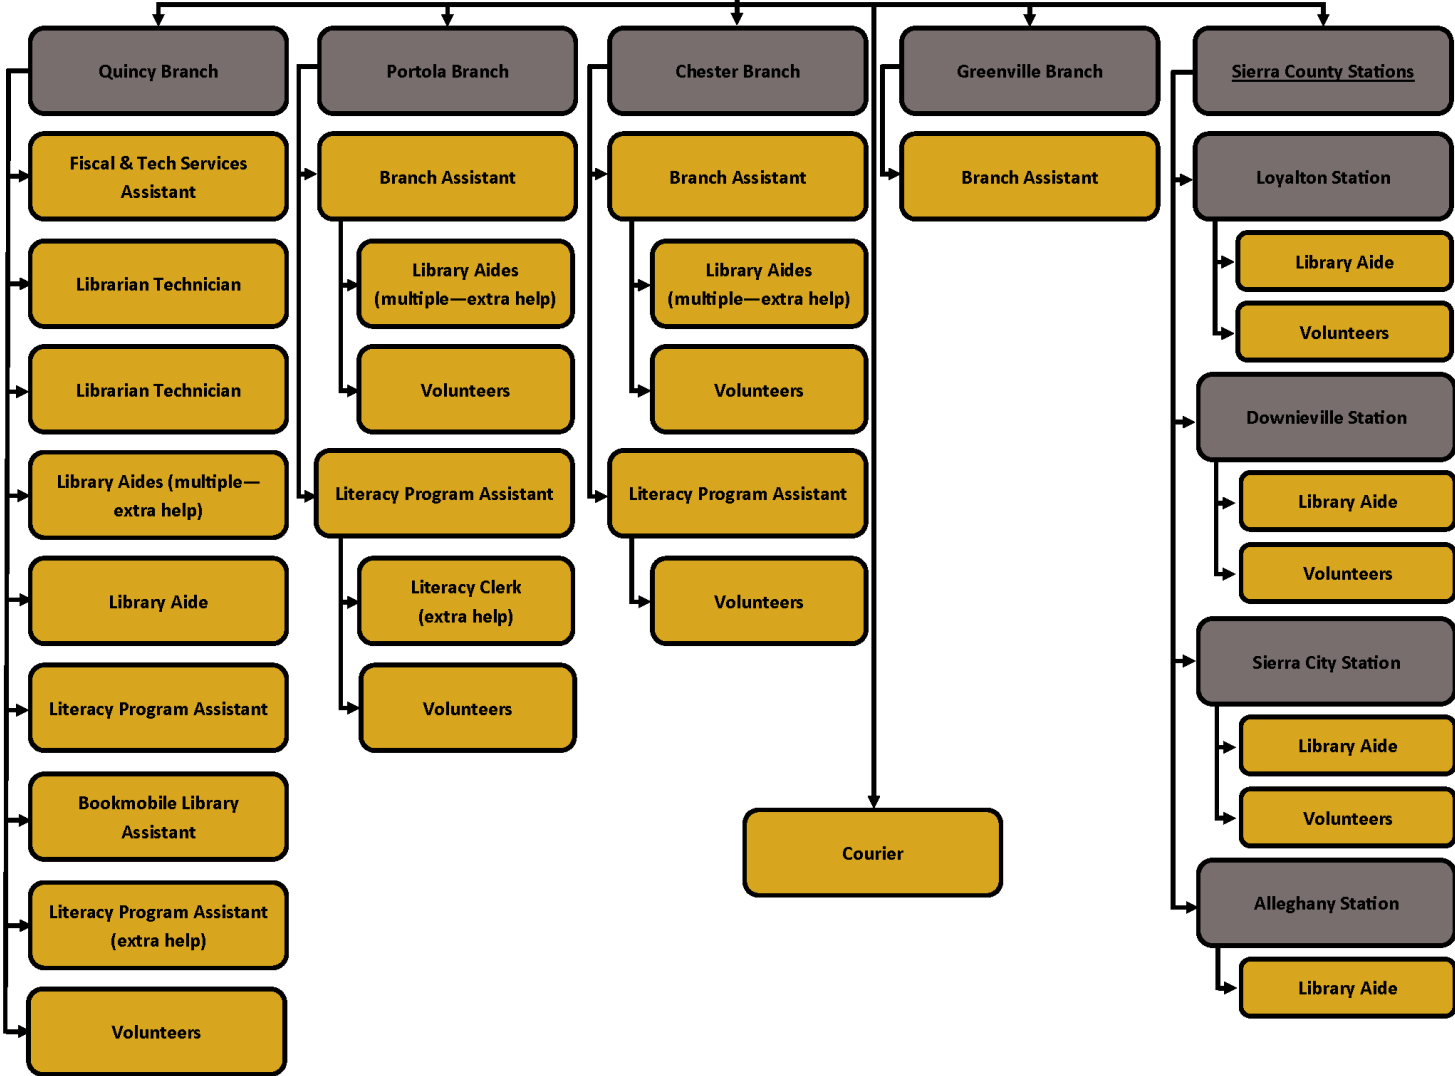 Quincy Branch
Fiscal & Tech Services
Assistant
Librarian Technician
Librarian Technician
Library Aides (multiple—
extra help)
Library Aide
Literacy Program Assistant
Bookmobile Library
Assistant
Literacy Program Assistant
(extra help)
Volunteers
Portola Branch
Branch Assistant
Library Aides
(multiple—extra help)
Volunteers
Literacy Program Assistant
Literacy Clerk
(extra help)
Volunteers
Chester Branch
Branch Assistant
Library Aides
(multiple—extra help)
Volunteers
Literacy Program Assistant
Volunteers
Courier
Greenville Branch
Branch Assistant
Sierra County Stations
Loyalton Station
Library Aide
Volunteers
Downieville Station
Library Aide
Volunteers
Sierra City Station
Library Aide
Volunteers
Alleghany Station
Library Aide